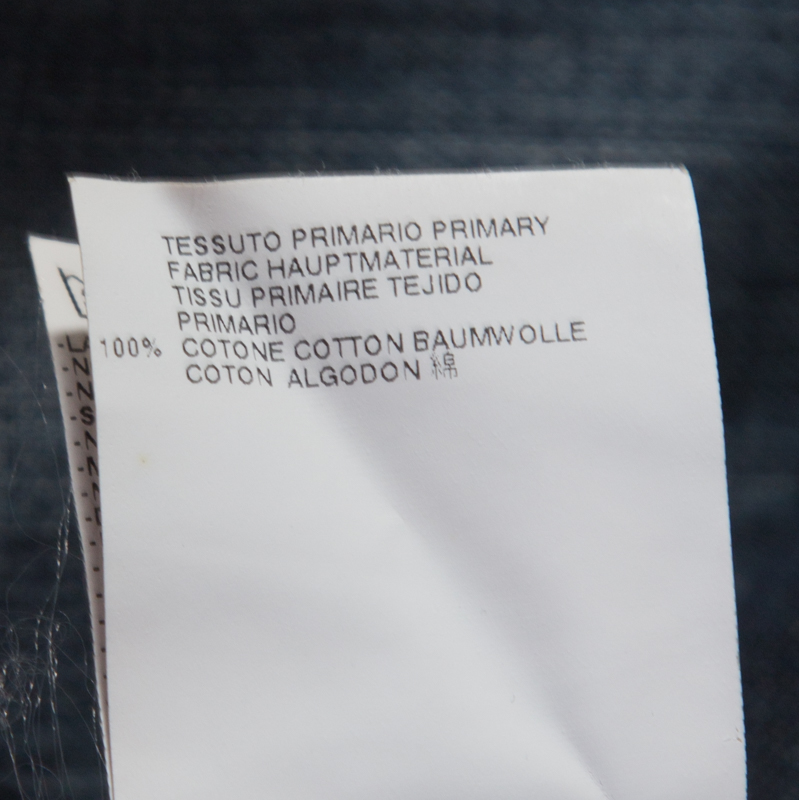 TESSUTO PRIMARIO PRIMARY
FABRIC HAUPTMATERIAL
TISSU PRIMAIRE TEJIDO
PRIMARIO
100% COTONE COTTON BAUMWOLLE
COTON ALGODON 綿